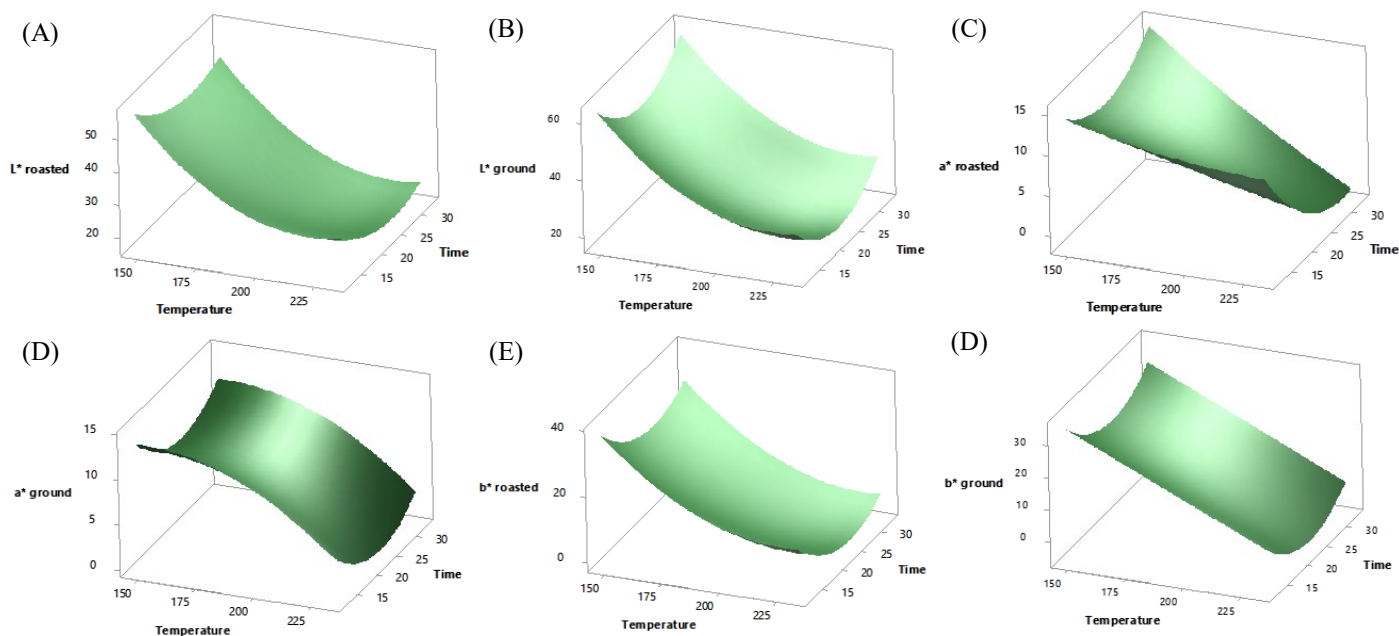 (A)
50
40
30
20
L* roasted
150
175
200
225
Temperature
15
20
25
30
Time
(B)
60
40
20
L* ground
150
175
200
225
Temperature
15
20
25
30
Time
(C)
15
10
5
0
a* roasted
150
175
200
225
Temperature
15
20
25
30
Time
(D)
15
10
5
0
a* ground
150
175
200
225
Temperature
15
20
25
30
Time
(E)
40
20
0
b* roasted
150
175
200
225
Temperature
15
20
25
30
Time
(D)
30
20
10
0
b* ground
150
175
200
225
Temperature
15
20
25
30
Time